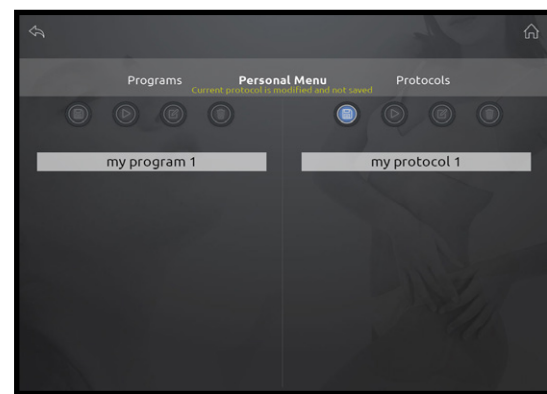 Programs Personal Menu Protocols
Current protocol is modified and not saved
my program 1 my protocol 1